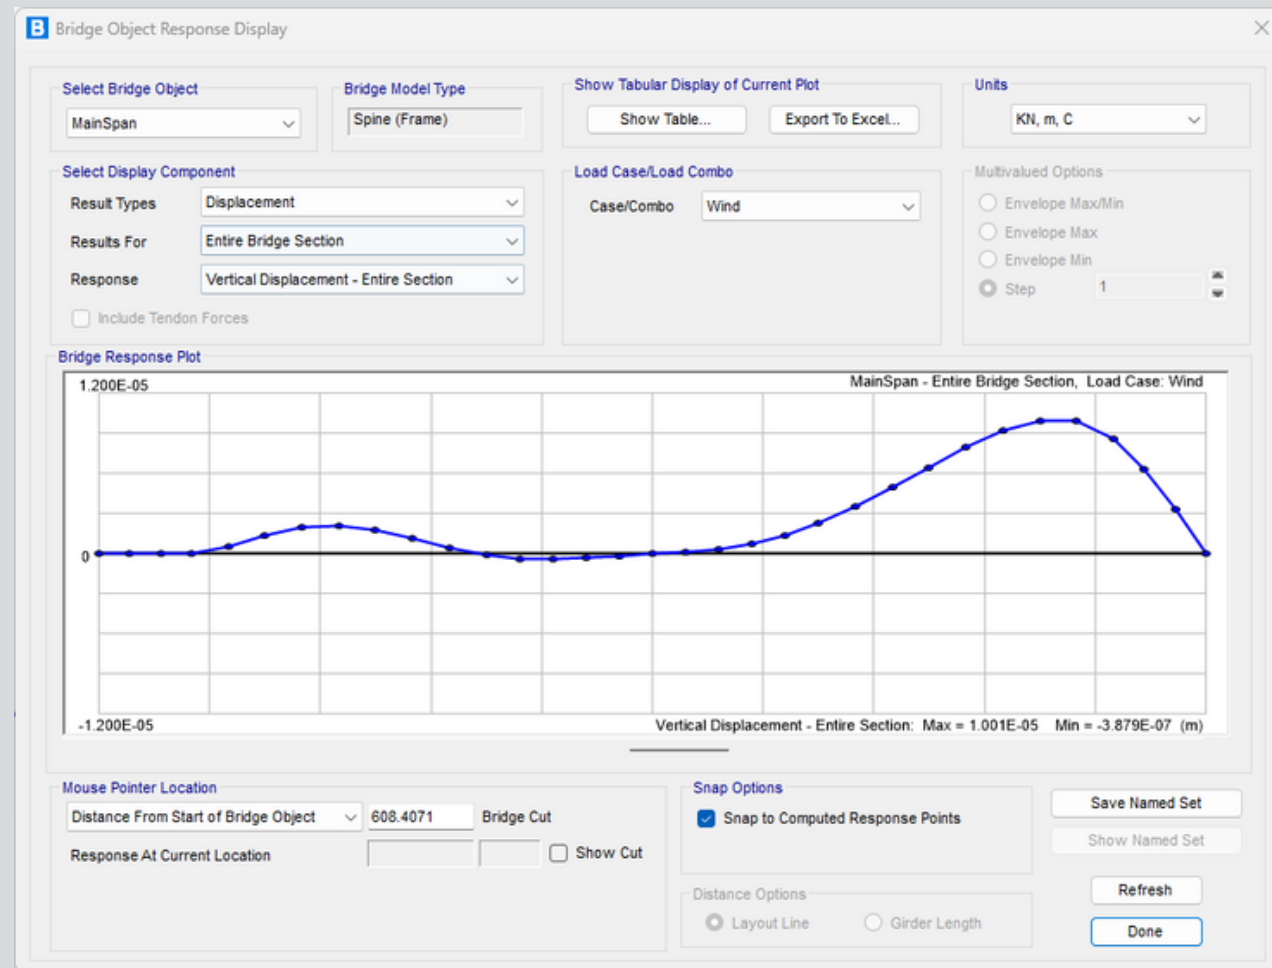 B Bridge Object Response Display
Select Bridge Object
MainSpan
Bridge Model Type
Spine (Frame)
Show Tabular Display of Current Plot
Show Table...
Export To Excel...
Units
KN, m, C
Select Display Component
Result Types
Displacement
Results For
Entire Bridge Section
Response
Vertical Displacement - Entire Section
Include Tendon Forces
Load Case/Load Combo
Case/Combo
Wind
Multivalued Options
Envelope Max/Min
Envelope Max
Envelope Min
Step
1
Bridge Response Plot
1.200E-05
MainSpan - Entire Bridge Section, Load Case: Wind
0
-1.200E-05
Vertical Displacement - Entire Section: Max = 1.001E-05 Min = -3.879E-07 (m)
Mouse Pointer Location
Distance From Start of Bridge Object
608.4071
Bridge Cut
Response At Current Location
Show Cut
Snap Options
Snap to Computed Response Points
Distance Options
Layout Line
Girder Length
Save Named Set
Show Named Set
Refresh
Done